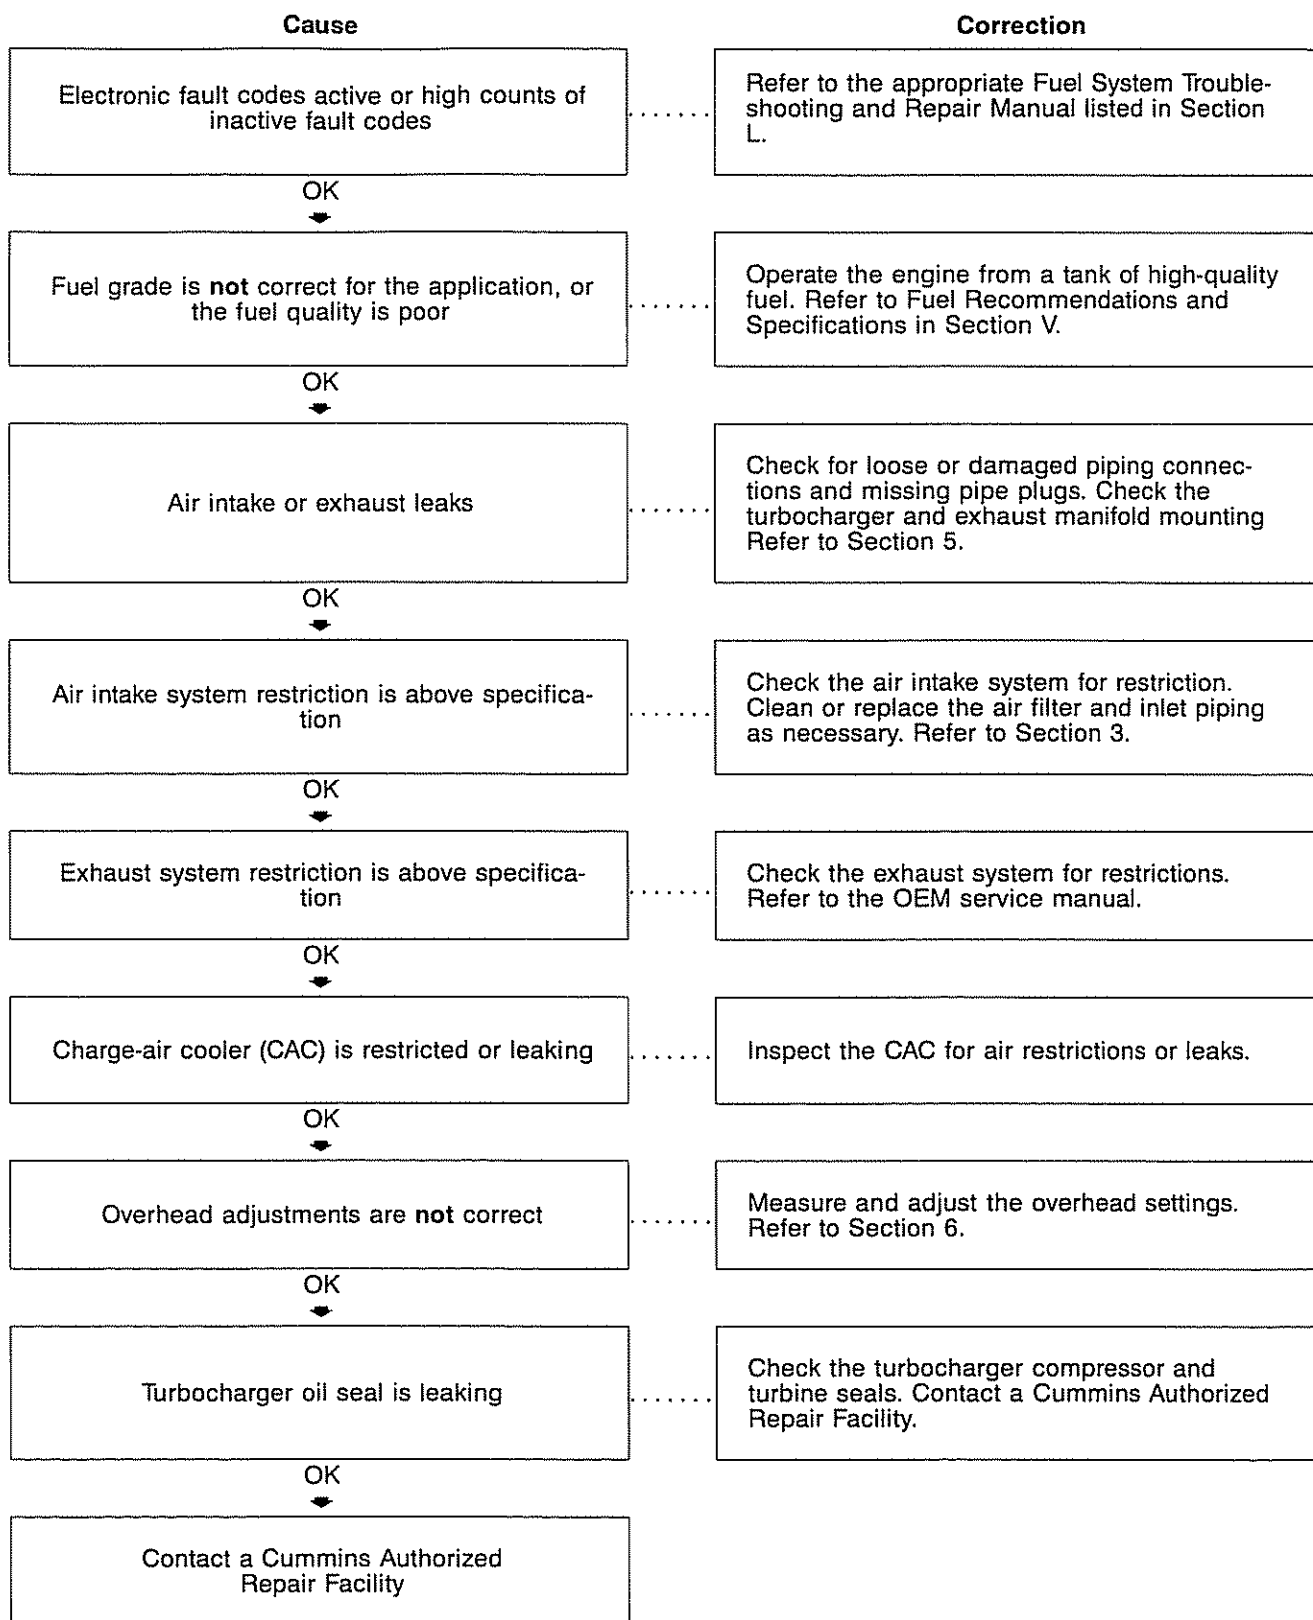 Cause
Correction
Electronic fault codes active or high counts of
inactive fault codes
Refer to the appropriate Fuel System Trouble-
shooting and Repair Manual listed in Section
L.
OK
Fuel grade is not correct for the application, or
the fuel quality is poor
Operate the engine from a tank of high-quality
fuel. Refer to Fuel Recommendations and
Specifications in Section V.
OK
Air intake or exhaust leaks
Check for loose or damaged piping connec-
tions and missing pipe plugs. Check the
turbocharger and exhaust manifold mounting
Refer to Section 5.
OK
Air intake system restriction is above specifica-
tion
Check the air intake system for restriction.
Clean or replace the air filter and inlet piping
as necessary. Refer to Section 3.
OK
Exhaust system restriction is above specifica-
tion
Check the exhaust system for restrictions.
Refer to the OEM service manual.
OK
Charge-air cooler (CAC) is restricted or leaking
Inspect the CAC for air restrictions or leaks.
OK
Overhead adjustments are not correct
Measure and adjust the overhead settings.
Refer to Section 6.
OK
Turbocharger oil seal is leaking
Check the turbocharger compressor and
turbine seals. Contact a Cummins Authorized
Repair Facility.
OK
Contact a Cummins Authorized
Repair Facility